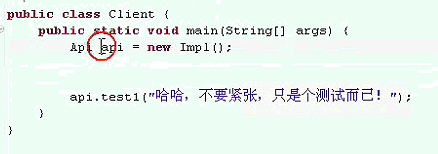 public class Client {
public static void main(String[] args) {
Api api = new Impl();
api.test1("哈哈，不要紧张，只是个测试而已！");
}
}